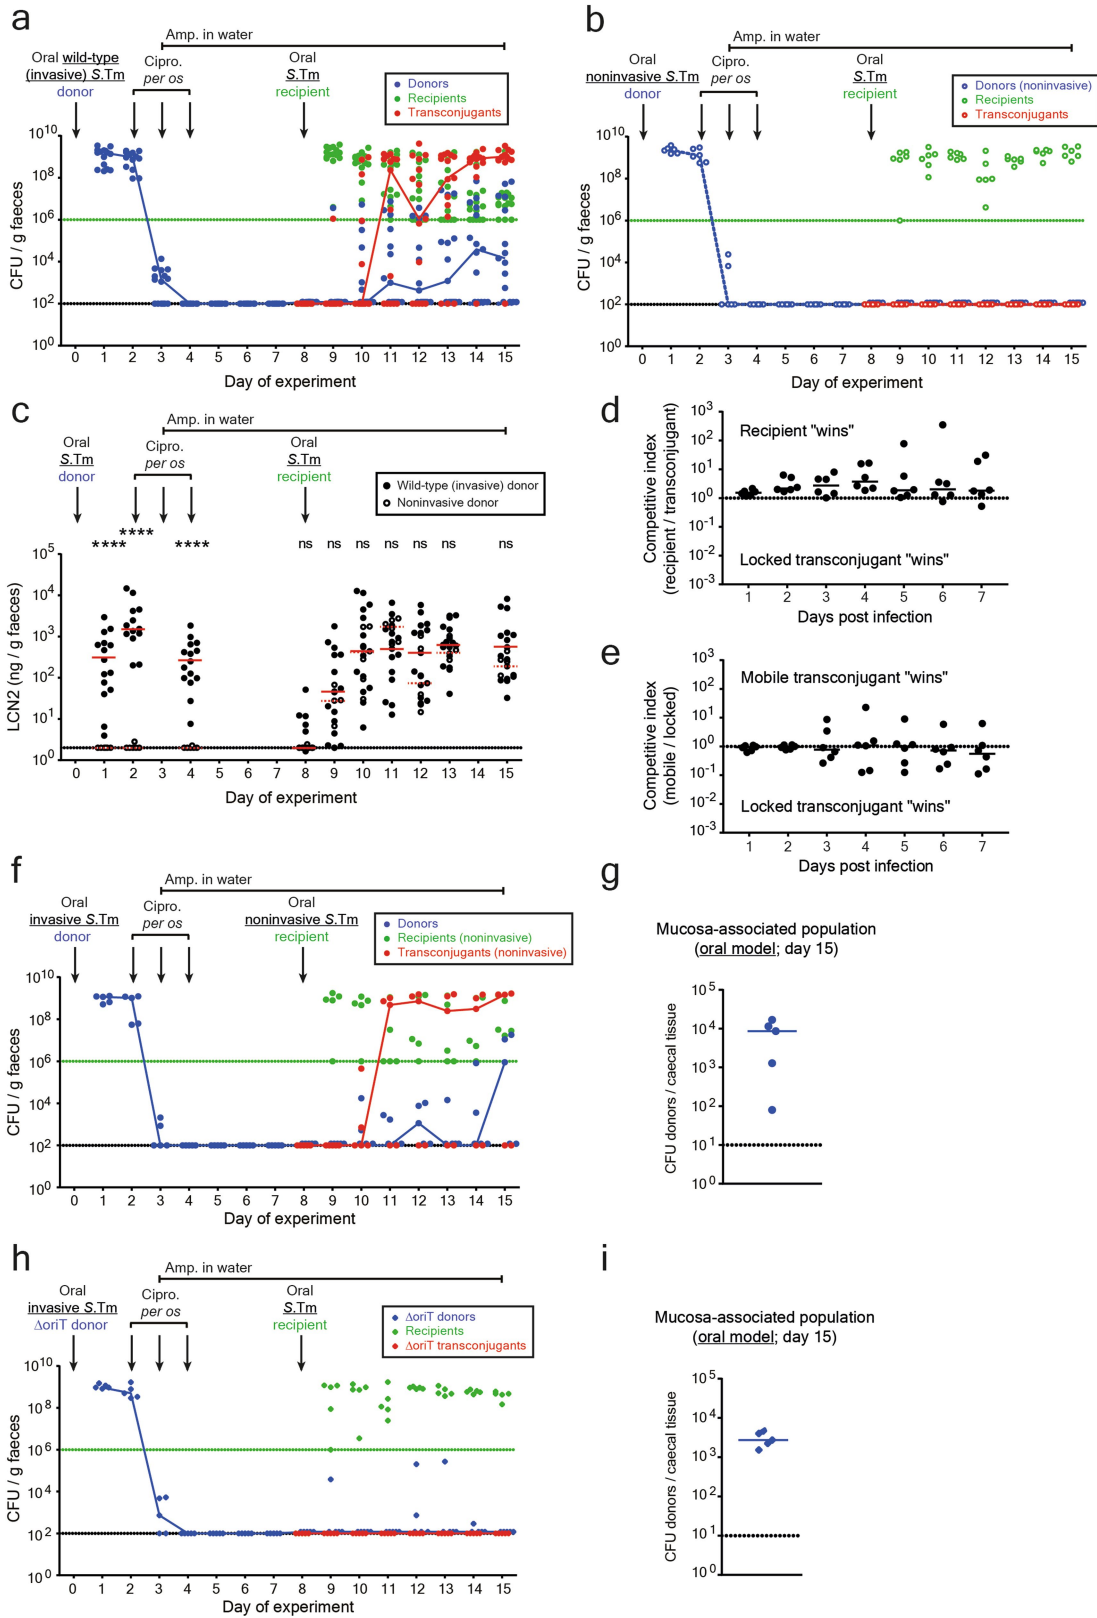 a
Amp. in water
Oral wild-type
(invasive) S.Tm
donor
Cipro.
per os
Oral
S.Tm
recipient
Donors
Recipients
Transconjugants
CFU / g faeces
10^10
10^8
10^6
10^4
10^2
10^0
0 1 2 3 4 5 6 7 8 9 10 11 12 13 14 15
Day of experiment
b
Amp. in water
Oral
noninvasive S.Tm
donor
Cipro.
per os
Oral
S.Tm
recipient
Donors (noninvasive)
Recipients
Transconjugants
CFU / g faeces
10^10
10^8
10^6
10^4
10^2
10^0
0 1 2 3 4 5 6 7 8 9 10 11 12 13 14 15
Day of experiment
c
Amp. in water
Oral
S.Tm
donor
Cipro.
per os
Oral
S.Tm
recipient
Wild-type (invasive) donor
Noninvasive donor
**** **** **** ns ns ns ns ns ns ns
LCN2 (ng / g faeces)
10^5
10^4
10^3
10^2
10^1
10^0
0 1 2 3 4 5 6 7 8 9 10 11 12 13 14 15
Day of experiment
d
Competitive index
(recipient / transconjugant)
10^3
10^2
10^1
10^0
10^-1
10^-2
10^-3
Recipient "wins"
Locked transconjugant "wins"
1 2 3 4 5 6 7
Days post infection
e
Competitive index
(mobile / locked)
10^3
10^2
10^1
10^0
10^-1
10^-2
10^-3
Mobile transconjugant "wins"
Locked transconjugant "wins"
1 2 3 4 5 6 7
Days post infection
f
Amp. in water
Oral
invasive S.Tm
donor
Cipro.
per os
Oral
noninvasive S.Tm
recipient
Donors
Recipients (noninvasive)
Transconjugants (noninvasive)
CFU / g faeces
10^10
10^8
10^6
10^4
10^2
10^0
0 1 2 3 4 5 6 7 8 9 10 11 12 13 14 15
Day of experiment
g
Mucosa-associated population
(oral model; day 15)
CFU donors / caecal tissue
10^5
10^4
10^3
10^2
10^1
10^0
h
Amp. in water
Oral
invasive S.Tm
ΔoriT donor
Cipro.
per os
Oral
S.Tm
recipient
ΔoriT donors
Recipients
ΔoriT transconjugants
CFU / g faeces
10^10
10^8
10^6
10^4
10^2
10^0
0 1 2 3 4 5 6 7 8 9 10 11 12 13 14 15
Day of experiment
i
Mucosa-associated population
(oral model; day 15)
CFU donors / caecal tissue
10^5
10^4
10^3
10^2
10^1
10^0